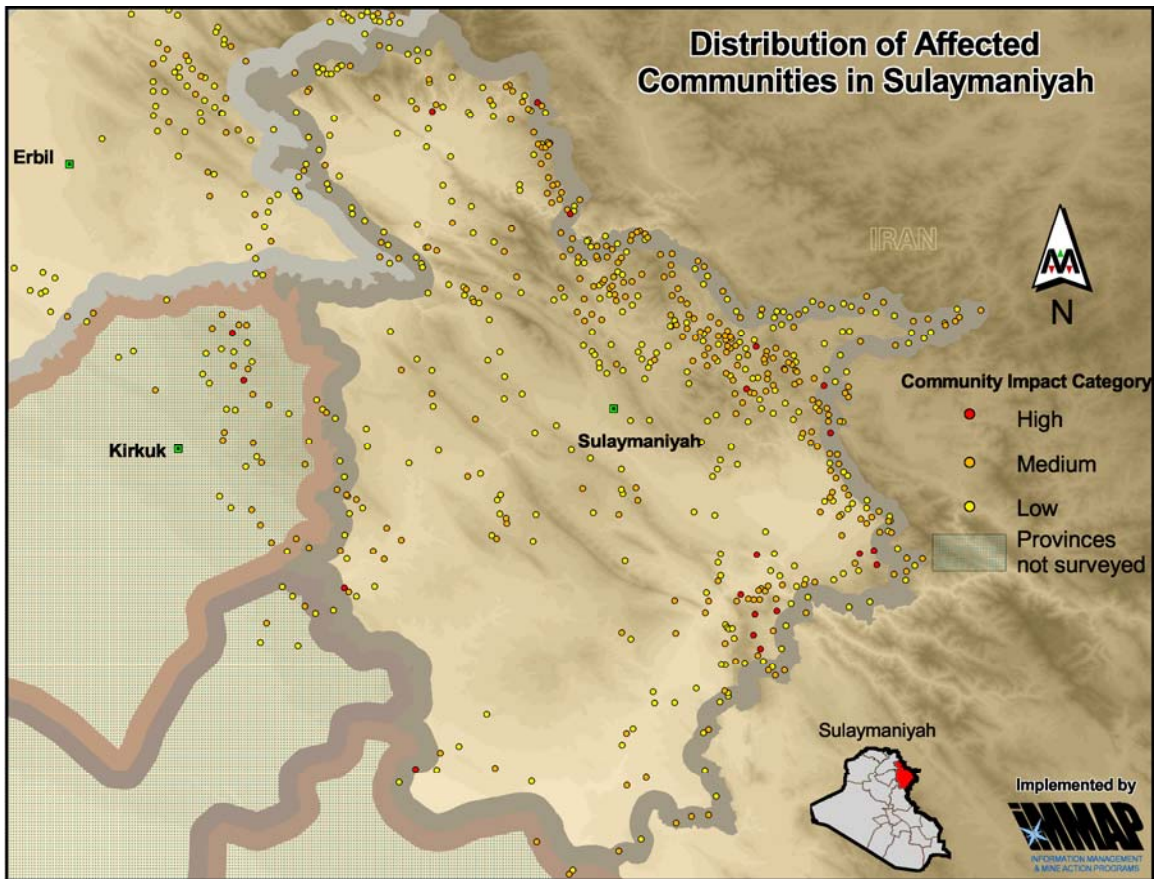 Distribution of Affected
Communities in Sulaymaniyah
Erbil
IRAN
N
Community Impact Category
High
Sulaymaniyah
Kirkuk
Medium
Low
Provinces
not surveyed
Sulaymaniyah
Implemented by
iMMAP
INFORMATION MANAGEMENT
& MINE ACTION PROGRAMS